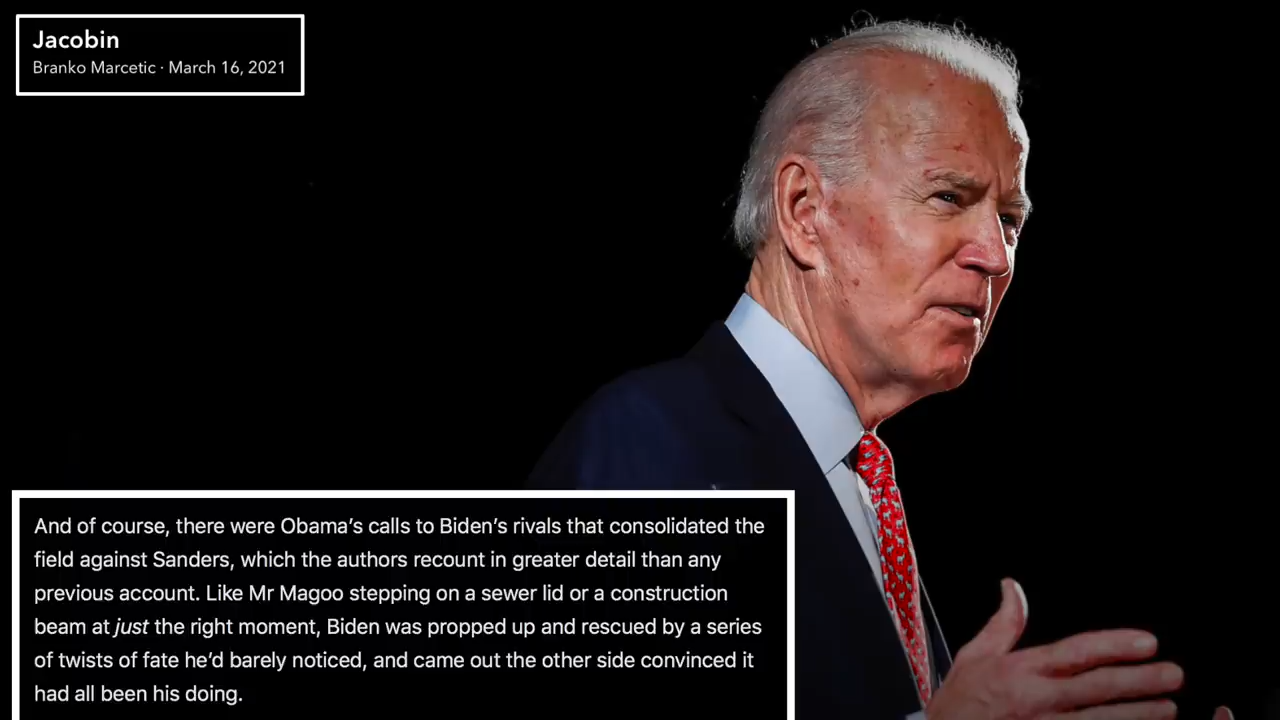 Jacobin
Branko Marcetic · March 16, 2021
And of course, there were Obama’s calls to Biden’s rivals that consolidated the
field against Sanders, which the authors recount in greater detail than any
previous account. Like Mr Magoo stepping on a sewer lid or a construction
beam at just the right moment, Biden was propped up and rescued by a series
of twists of fate he’d barely noticed, and came out the other side convinced it
had all been his doing.